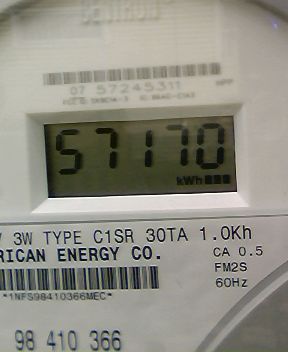 CENTRON
07 57245311
57170
kWh
V 3W TYPE C1SR 30TA 1.0Kh
RICAN ENERGY CO.
CA 0.5
FM2S
60Hz
*1NFS98410366MEC*
98 410 366